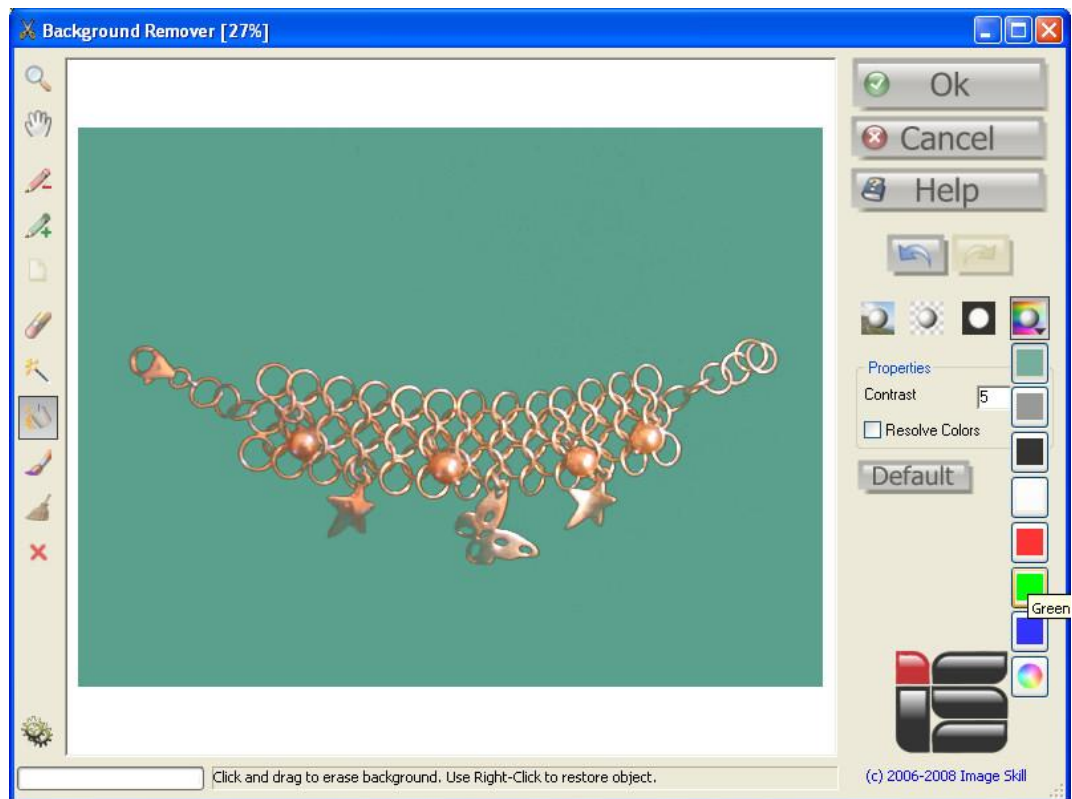 Background Remover [27%]
Ok
Cancel
Help
Properties
Contrast 5
Resolve Colors
Default
Green
Click and drag to erase background. Use Right-Click to restore object.
(c) 2006-2008 Image Skill